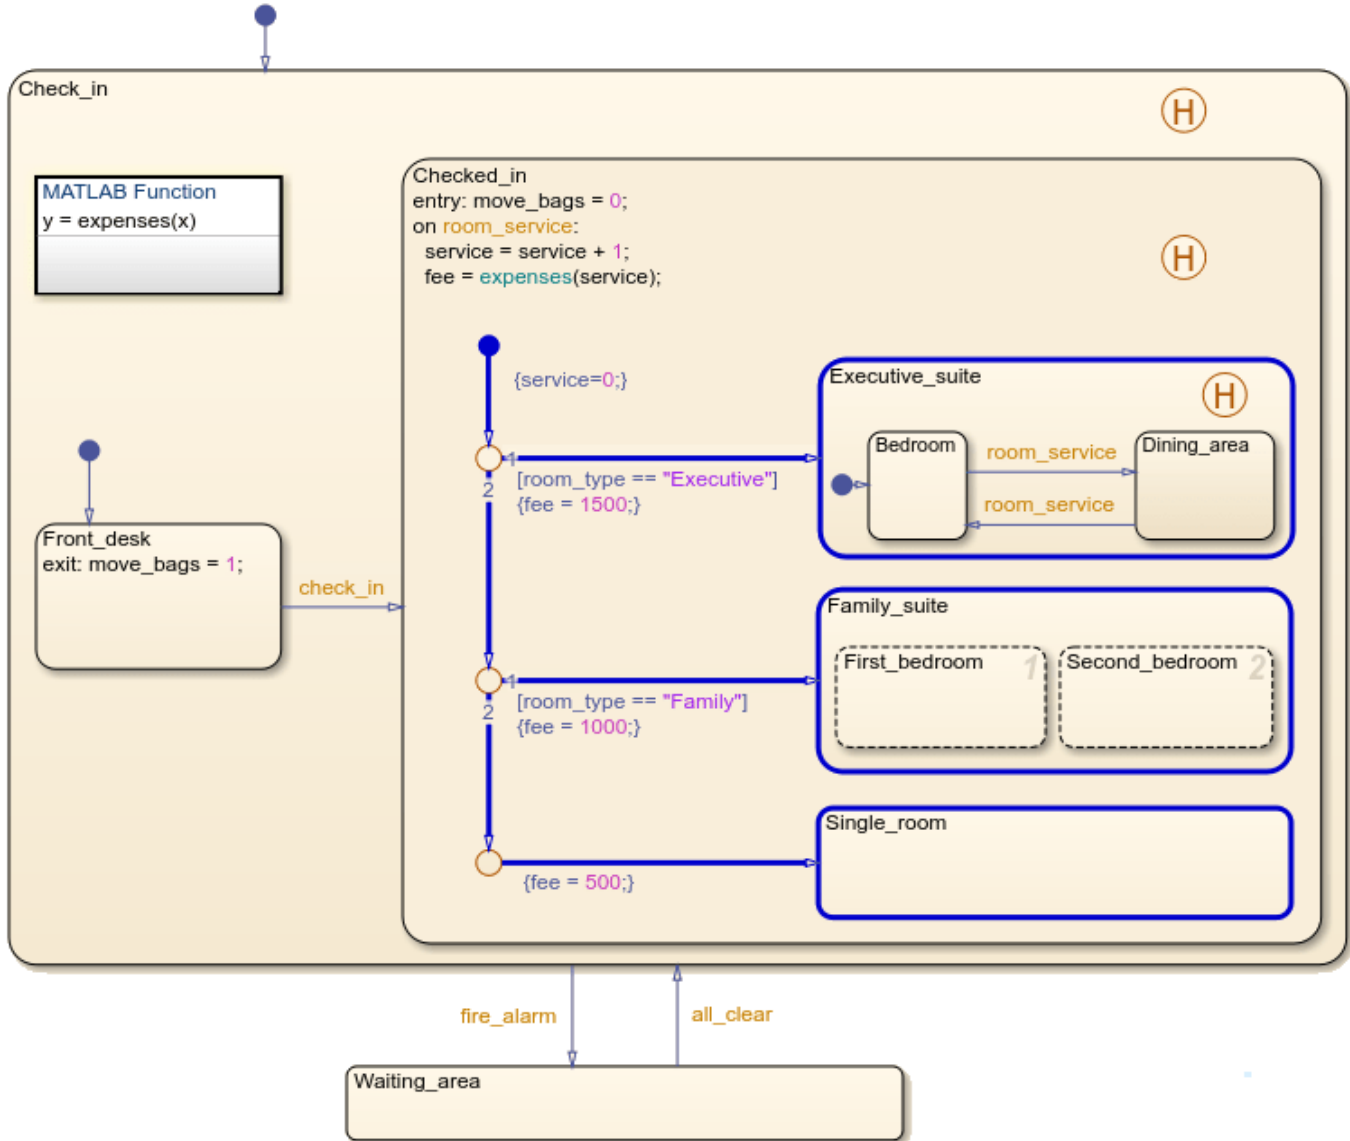 Check_in
H
MATLAB Function
y = expenses(x)
Checked_in
entry: move_bags = 0;
on room_service:
service = service + 1;
fee = expenses(service);
H
{service=0;}
Executive_suite
H
Bedroom
room_service
Dining_area
room_service
1
2
[room_type == "Executive"]
{fee = 1500;}
Front_desk
exit: move_bags = 1;
check_in
Family_suite
First_bedroom 1
Second_bedroom 2
1
2
[room_type == "Family"]
{fee = 1000;}
Single_room
{fee = 500;}
fire_alarm
all_clear
Waiting_area